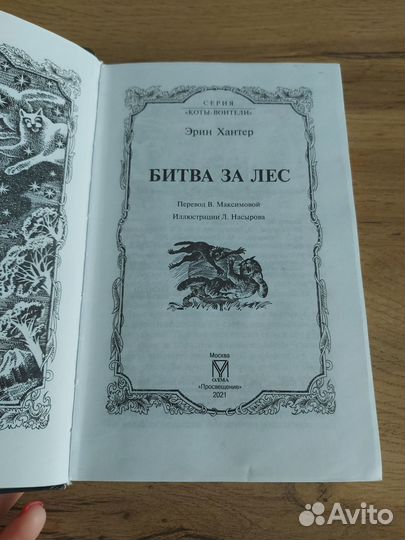 СЕРИЯ
«КОТЫ-ВОИТЕЛИ»
Эрин Хантер
БИТВА ЗА ЛЕС
Перевод В. Максимовой
Иллюстрации Л. Насырова
Москва
ОЛМА
«Просвещение»
2021
Avito